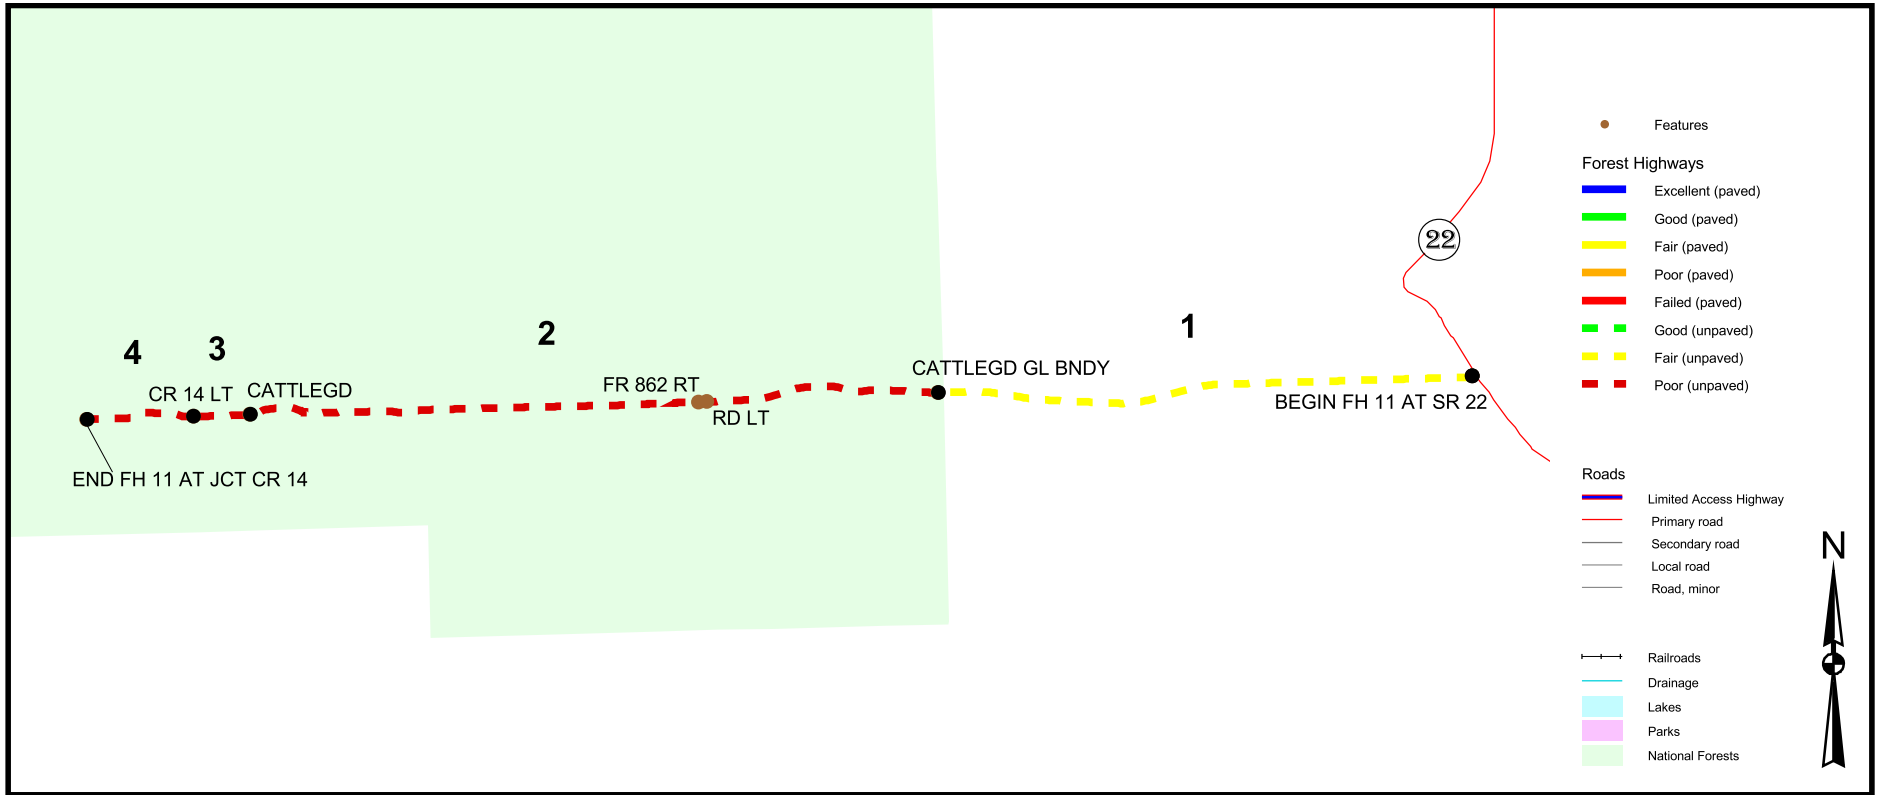 22
1
2
3
4
CATTLEGD GL BNDY
FR 862 RT
CR 14 LT
CATTLEGD
BEGIN FH 11 AT SR 22
RD LT
END FH 11 AT JCT CR 14
Features
Forest Highways
Excellent (paved)
Good (paved)
Fair (paved)
Poor (paved)
Failed (paved)
Good (unpaved)
Fair (unpaved)
Poor (unpaved)
Roads
Limited Access Highway
Primary road
Secondary road
Local road
Road, minor
N
Railroads
Drainage
Lakes
Parks
National Forests